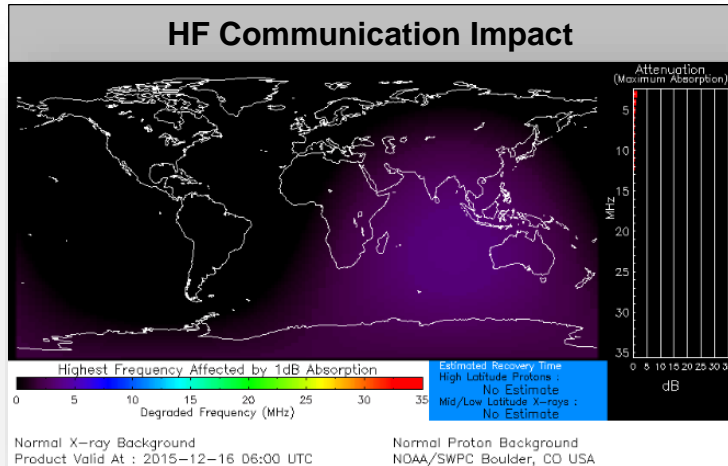 HF Communication Impact
Attenuation
(Maximum Absorption)
5
10
15
20
25
30
35
MHz
0 5 10 15 20 25 30
dB
Highest Frequency Affected by 1dB Absorption
0 5 10 15 20 25 30 35
Degraded Frequency (MHz)
Estimated Recovery Time
High Latitude Protons :
No Estimate
Mid/Low Latitude X-rays :
No Estimate
Normal X-ray Background
Product Valid At : 2015-12-16 06:00 UTC
Normal Proton Background
NOAA/SWPC Boulder, CO USA